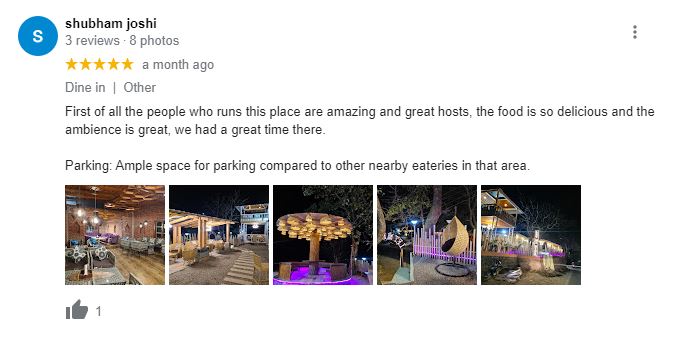 S
shubham joshi
3 reviews · 8 photos
a month ago
Dine in | Other
First of all the people who runs this place are amazing and great hosts, the food is so delicious and the
ambience is great, we had a great time there.
Parking: Ample space for parking compared to other nearby eateries in that area.
1